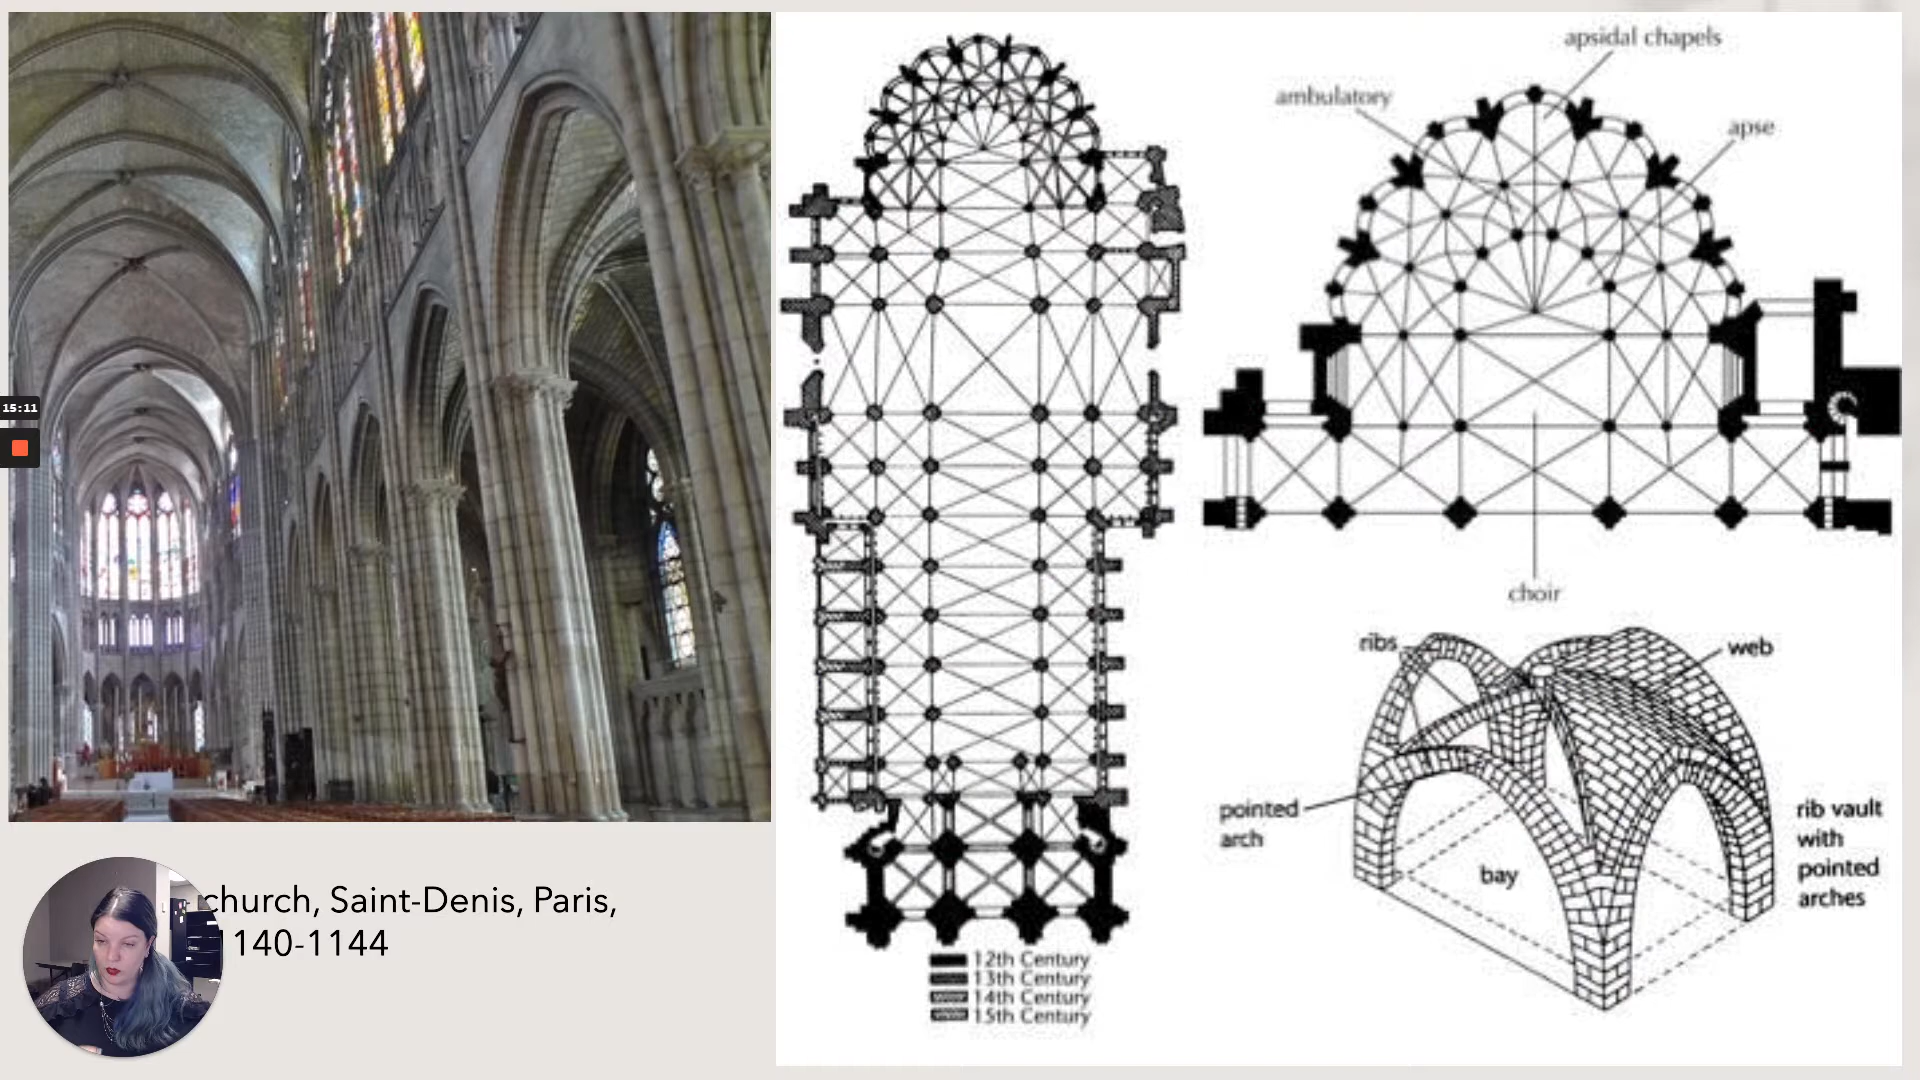 15:11
church, Saint-Denis, Paris,
1140-1144
12th Century
13th Century
14th Century
15th Century
apsidal chapels
ambulatory
apse
choir
ribs
web
pointed
arch
bay
rib vault
with
pointed
arches